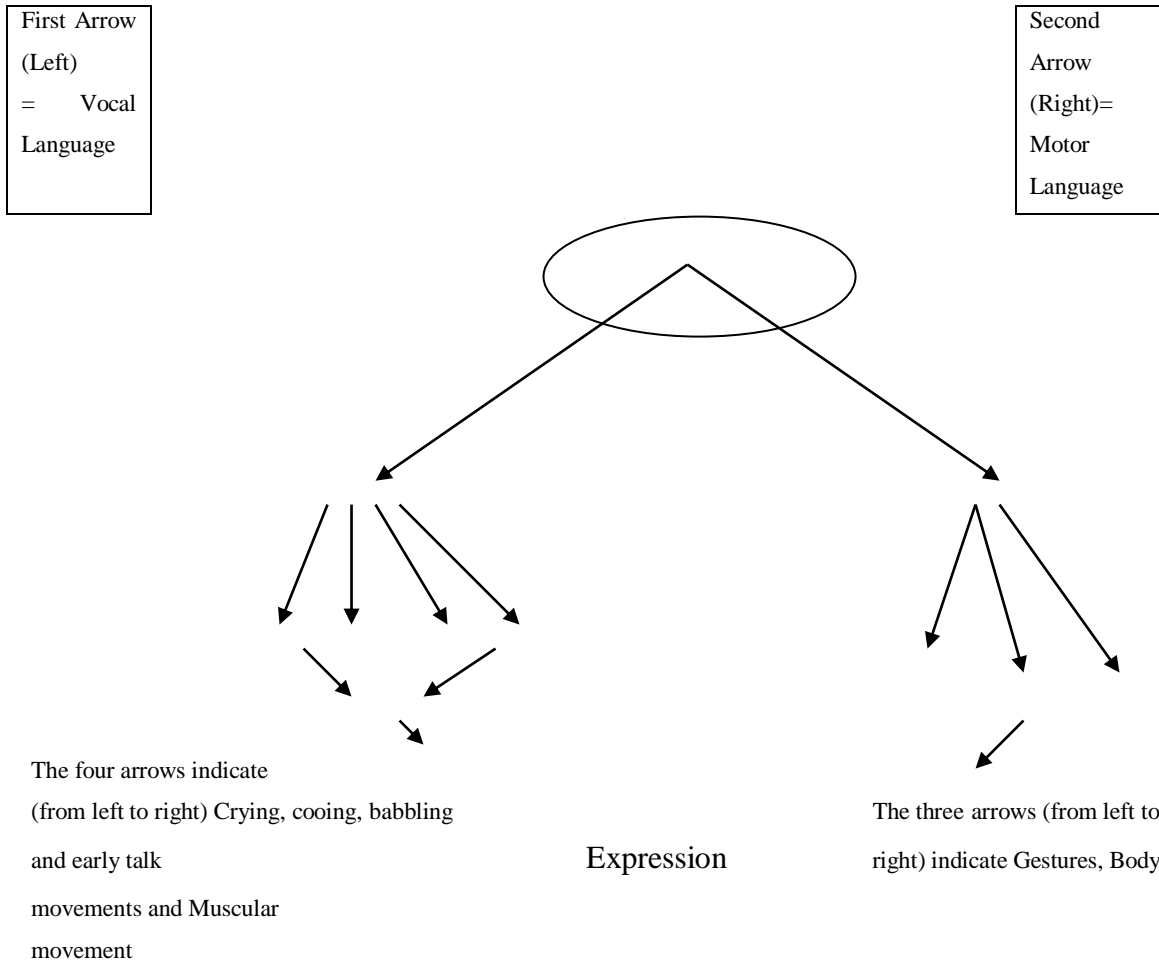 First Arrow
(Left)
= Vocal
Language
Second
Arrow
(Right)=
Motor
Language
The four arrows indicate
(from left to right) Crying, cooing, babbling
and early talk
movements and Muscular
movement
Expression
The three arrows (from left to
right) indicate Gestures, Body